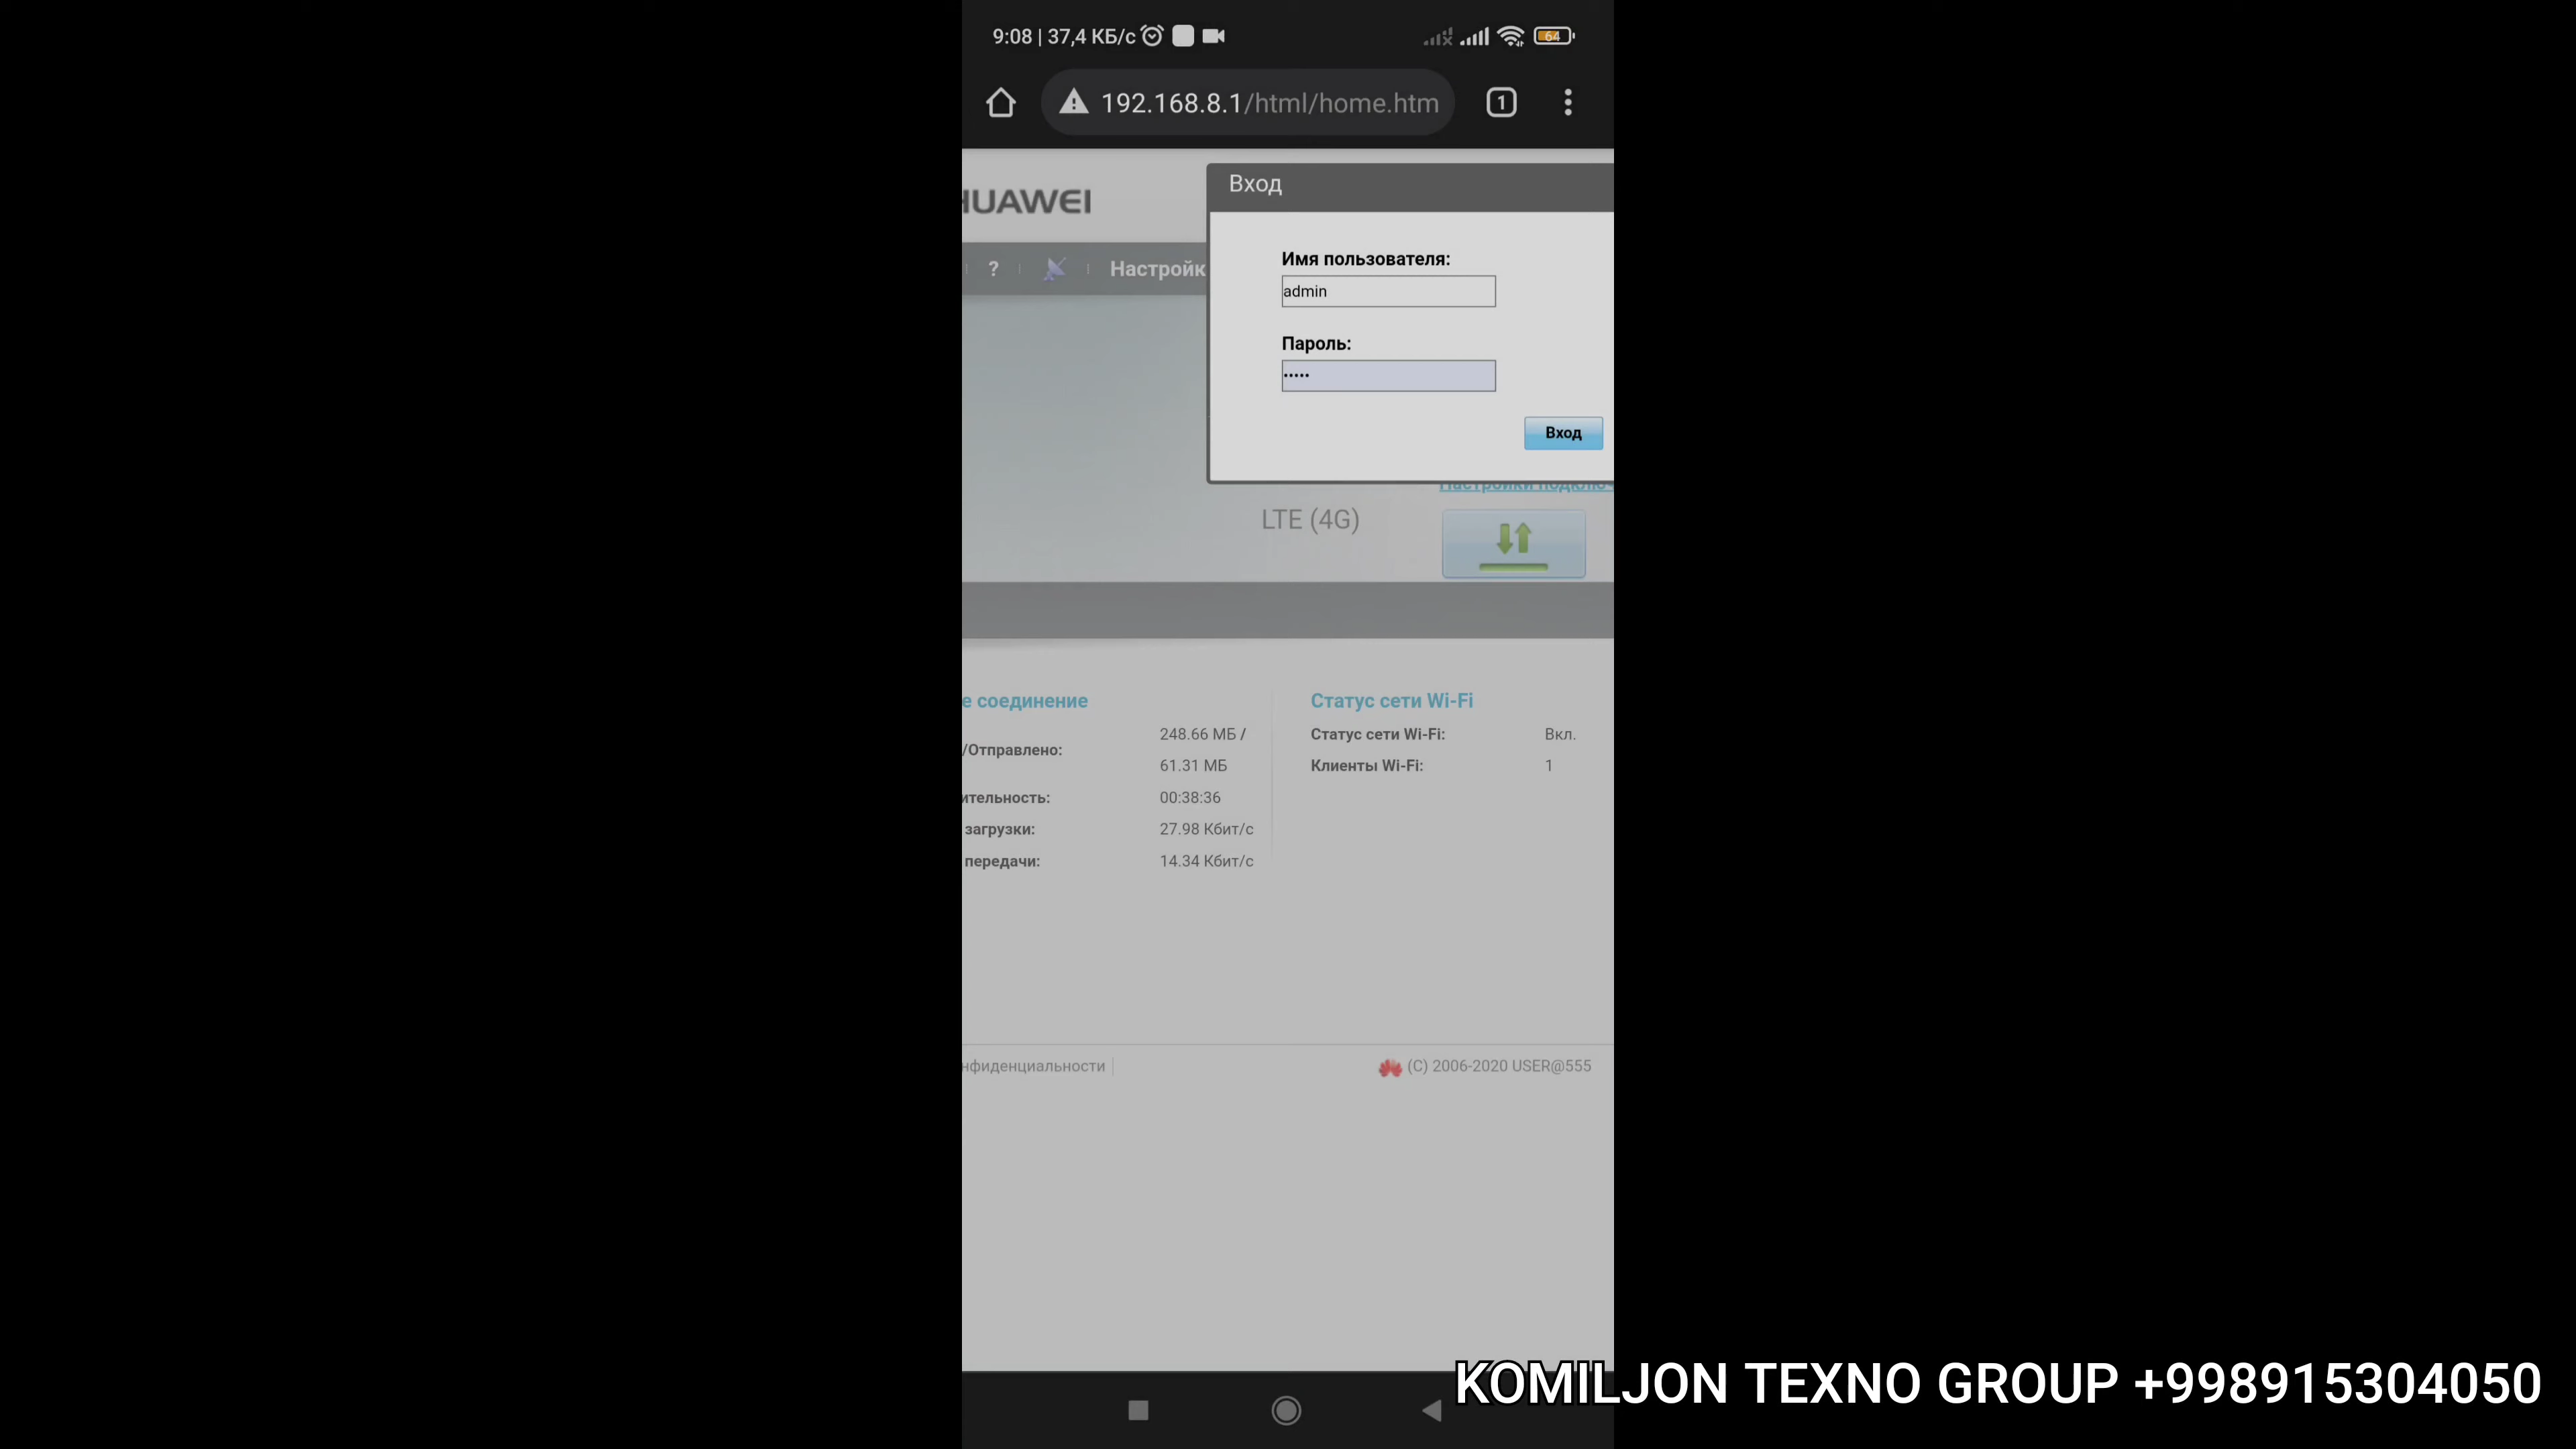 9:08 | 37,4 КБ/с
64
192.168.8.1/html/home.htm
1
HUAWEI
Вход
? Настройк
Имя пользователя:
admin
Пароль:
•••••
Вход
Настройки подключ
LTE (4G)
е соединение
/Отправлено:
248.66 МБ /
61.31 МБ
ительность: 00:38:36
загрузки: 27.98 Кбит/с
передачи: 14.34 Кбит/с
Статус сети Wi-Fi
Статус сети Wi-Fi: Вкл.
Клиенты Wi-Fi: 1
нфиденциальности
(C) 2006-2020 USER@555
KOMILJON TEXNO GROUP +998915304050